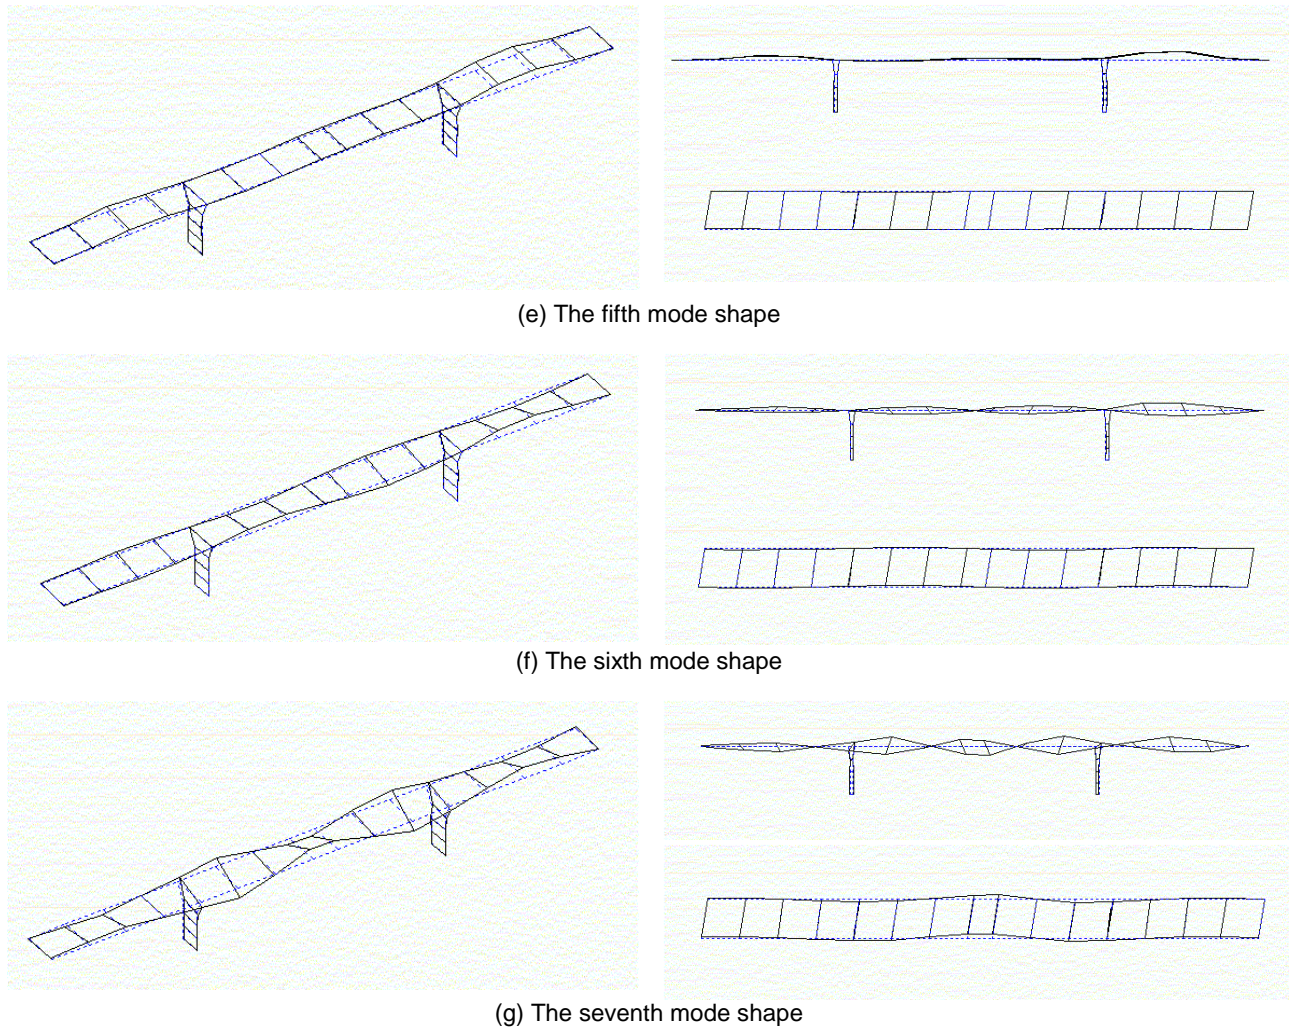 (e) The fifth mode shape
(f) The sixth mode shape
(g) The seventh mode shape